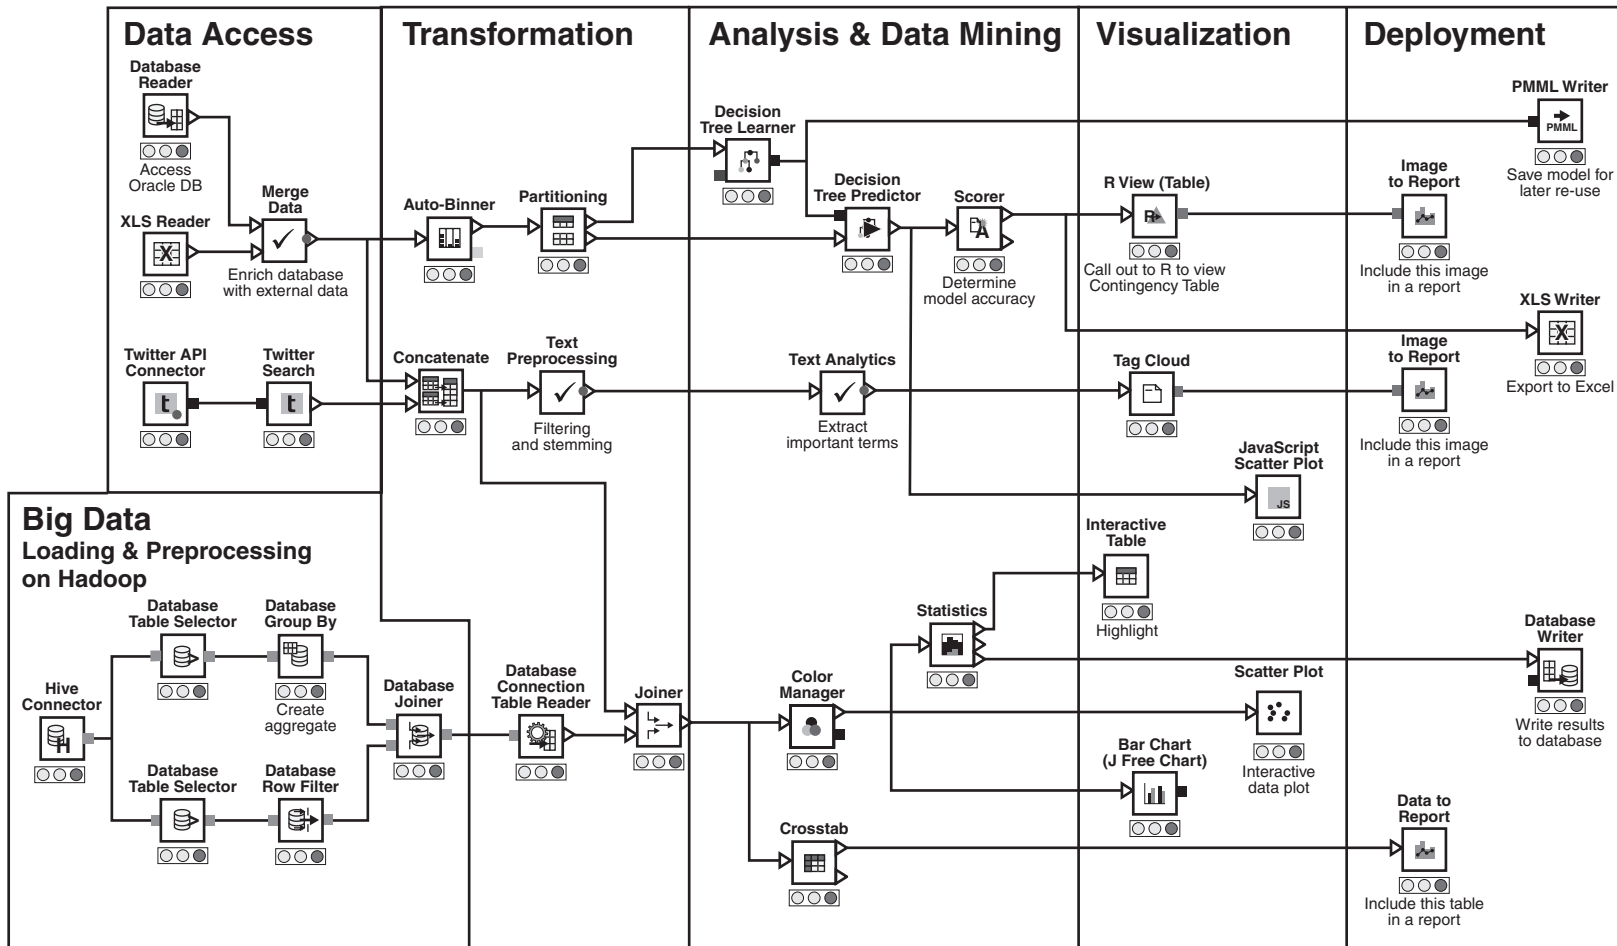 Data Access
Database
Reader
Access
Oracle DB
XLS Reader
Merge
Data
Enrich database
with external data
Twitter API
Connector
t
Twitter
Search
t
Big Data
Loading & Preprocessing
on Hadoop
Hive
Connector
H
Database
Table Selector
Database
Group By
Create
aggregate
Database
Table Selector
Database
Row Filter
Database
Joiner
Transformation
Auto-Binner
Partitioning
Concatenate
Text
Preprocessing
Filtering
and stemming
Database
Connection
Table Reader
Joiner
Analysis & Data Mining
Decision
Tree Learner
Decision
Tree Predictor
Scorer
A
Determine
model accuracy
Text Analytics
Extract
important terms
Statistics
Color
Manager
Crosstab
Visualization
R View (Table)
R
Call out to R to view
Contingency Table
Tag Cloud
JavaScript
Scatter Plot
JS
Interactive
Table
Highlight
Scatter Plot
Interactive
data plot
Bar Chart
(J Free Chart)
Deployment
PMML Writer
PMML
Save model for
later re-use
Image
to Report
Include this image
in a report
XLS Writer
X
Export to Excel
Image
to Report
Include this image
in a report
Database
Writer
Write results
to database
Data to
Report
Include this table
in a report
X